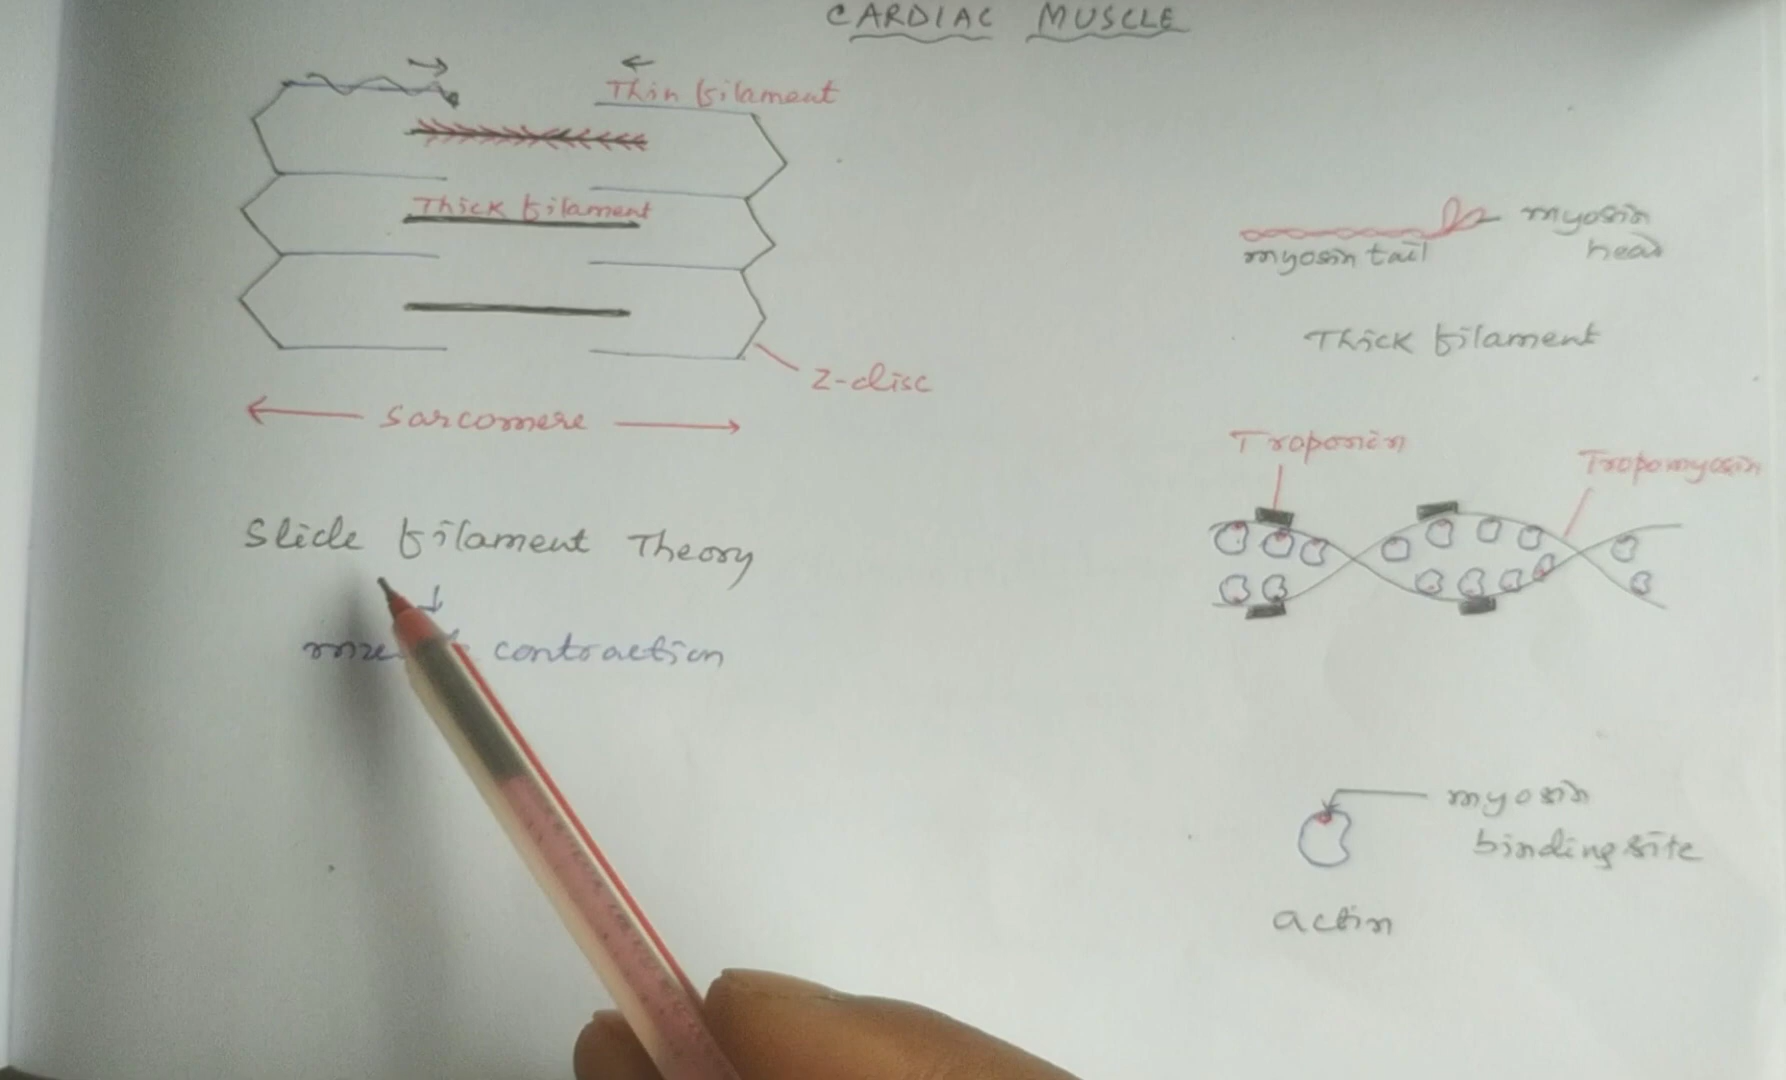 CARDIAC MUSCLE
Thin filament
Thick filament
Z-disc
Sarcomere
Slide filament Theory
contraction
myosin
head
myosin tail
Thick filament
Troponin
Tropomyosin
myosin
binding site
actin